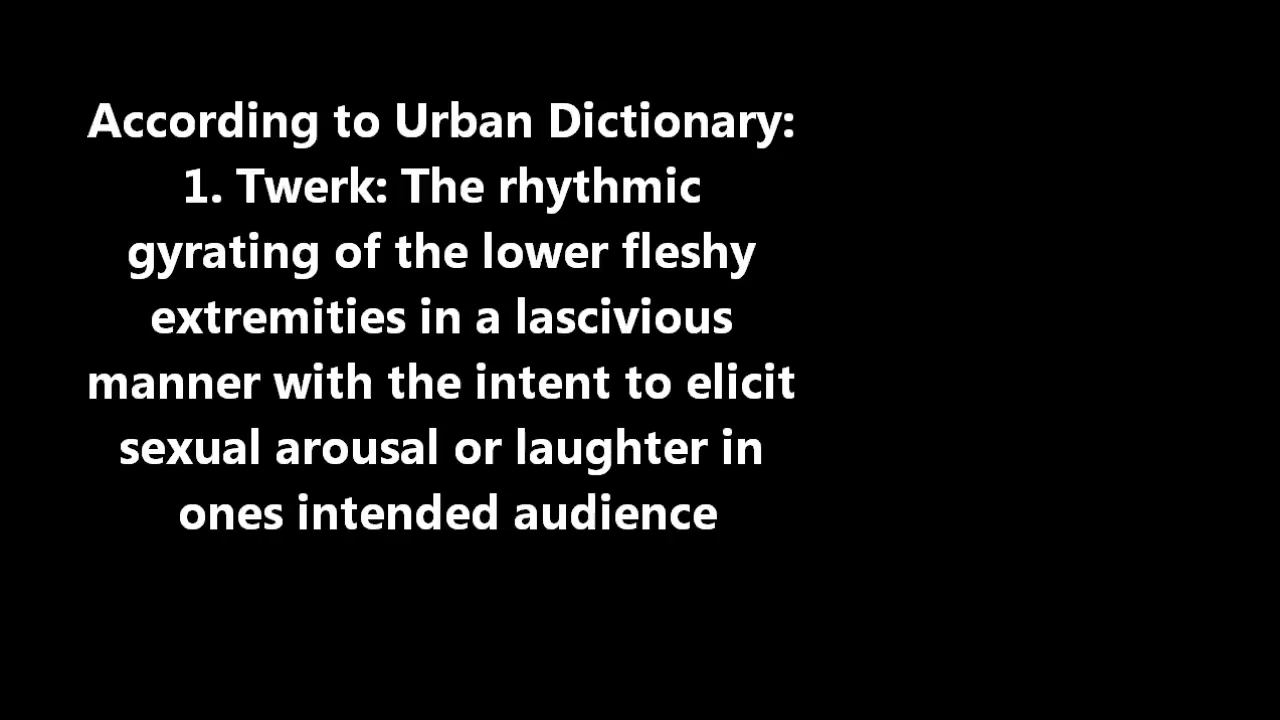 According to Urban Dictionary:
1. Twerk: The rhythmic
gyrating of the lower fleshy
extremities in a lascivious
manner with the intent to elicit
sexual arousal or laughter in
ones intended audience